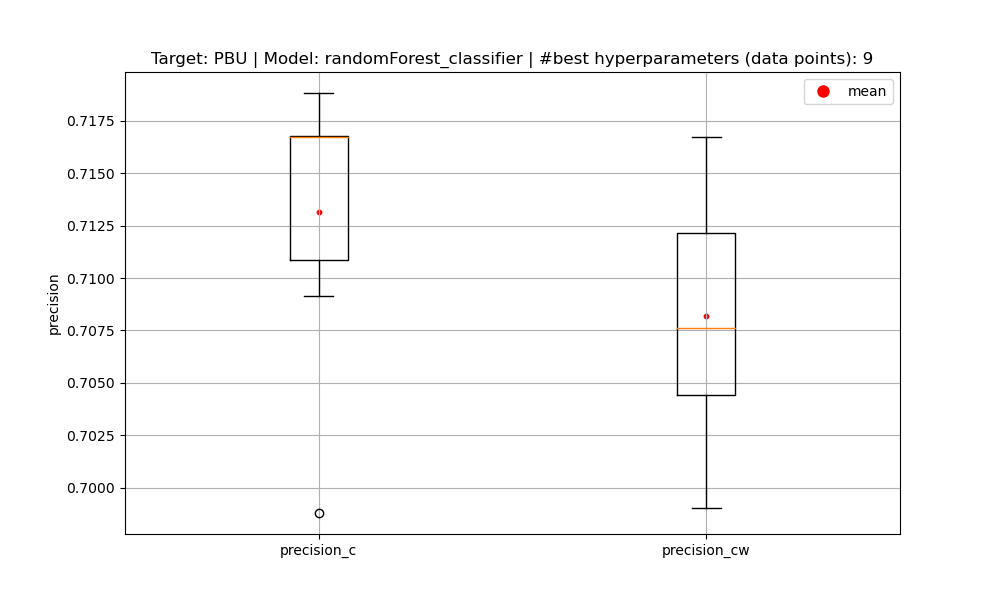 Target: PBU | Model: randomForest_classifier | #best hyperparameters (data points): 9
mean
0.7175
0.7150
0.7125
0.7100
0.7075
0.7050
0.7025
0.7000
precision
precision_c
precision_cw